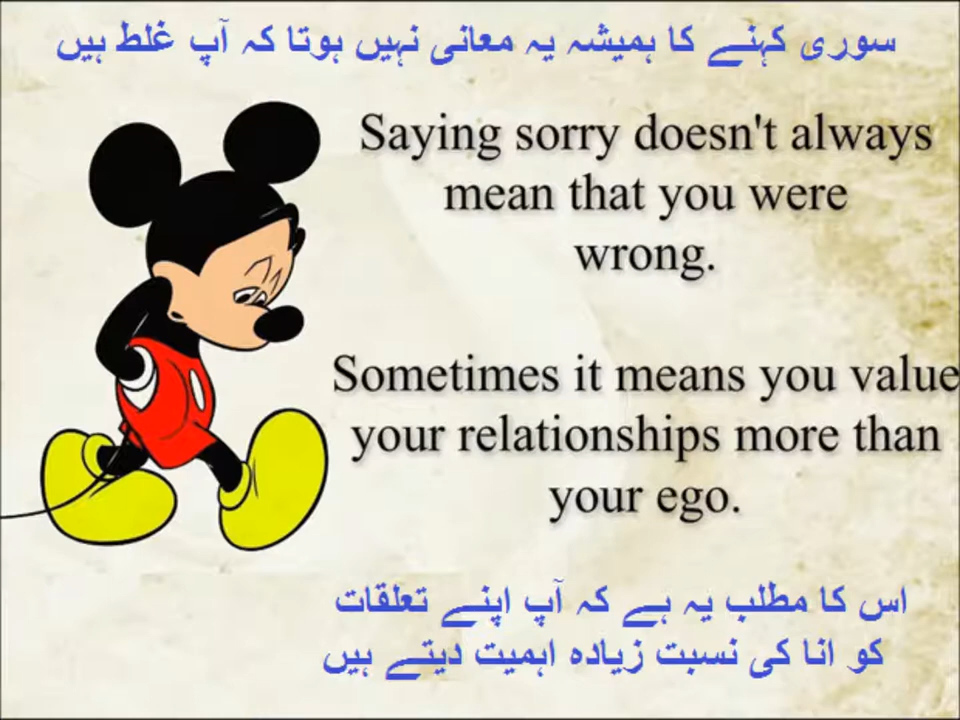 سوری کہنے کا ہمیشہ یہ معانی نہیں ہوتا کہ آپ غلط ہیں
Saying sorry doesn't always
mean that you were
wrong.
Sometimes it means you value
your relationships more than
your ego.
اس کا مطلب یہ ہے کہ آپ اپنے تعلقات
کو انا کی نسبت زیادہ اہمیت دیتے ہیں